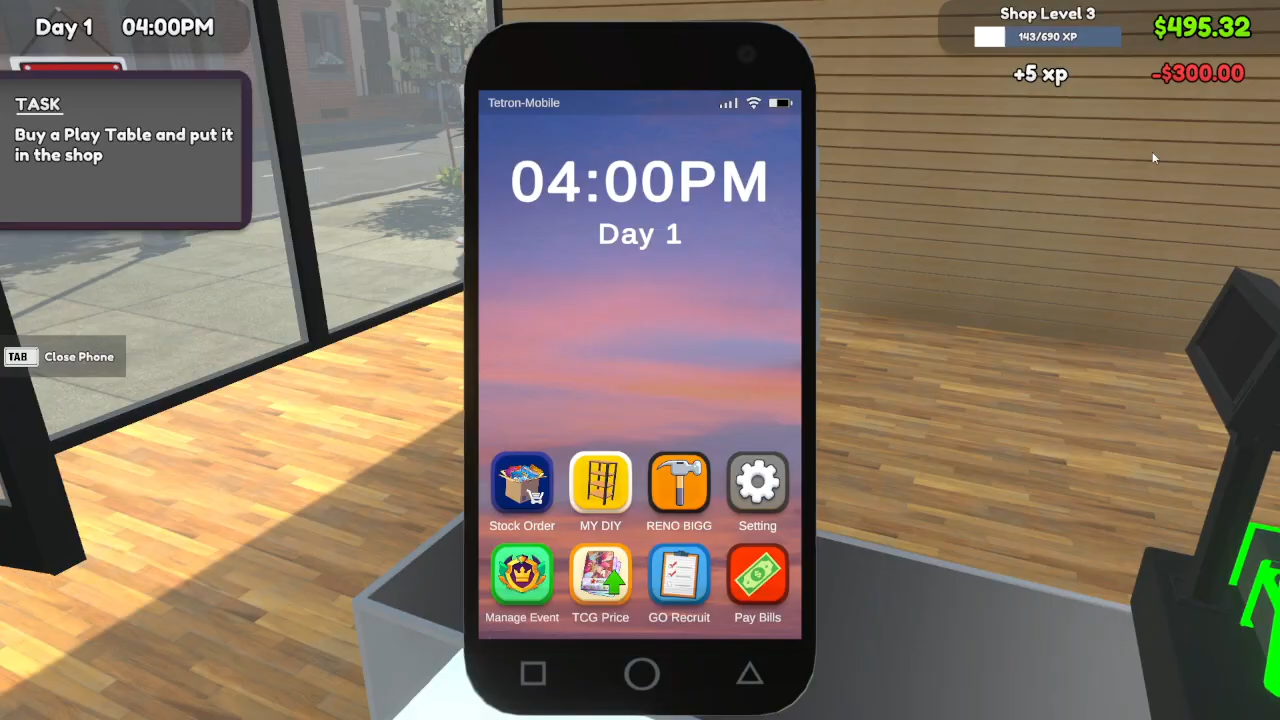 Day 1 04:00PM
Shop Level 3
143/690 XP
$495.32
+5 xp
-$300.00
TASK
Buy a Play Table and put it
in the shop
TAB Close Phone
Tetron-Mobile
04:00PM
Day 1
Stock Order MY DIY RENO BIGG Setting
Manage Event TCG Price GO Recruit Pay Bills